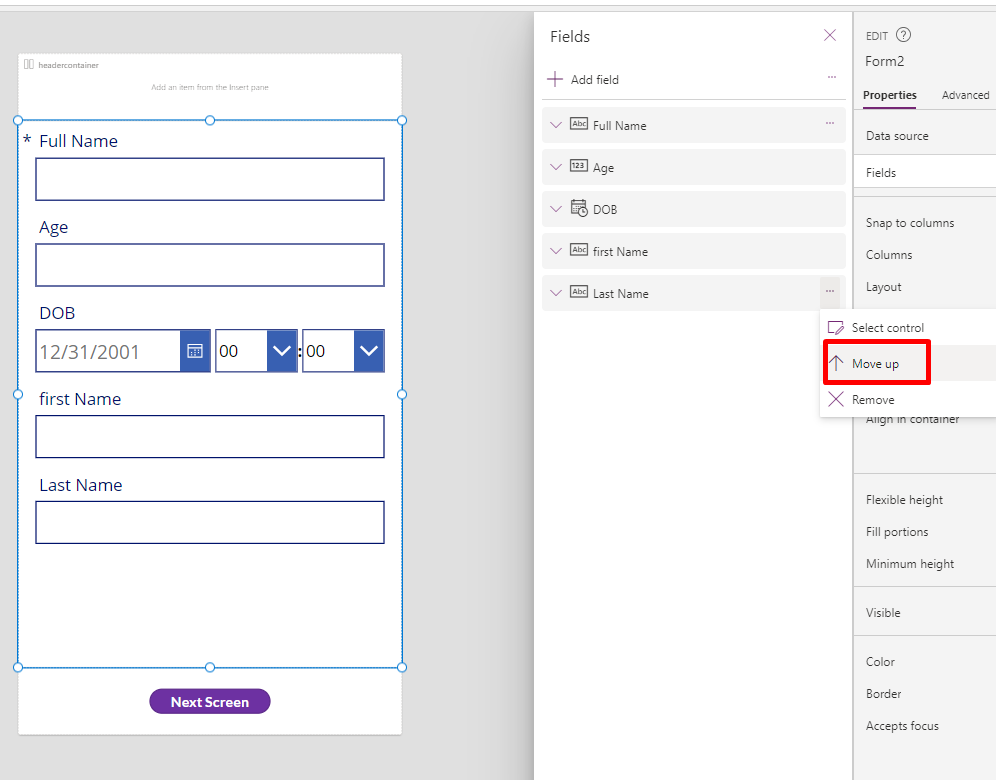 headercontainer
Add an item from the Insert pane
* Full Name
Age
DOB
12/31/2001
00
:
00
first Name
Last Name
Next Screen
Fields
Add field
...
Abc Full Name
...
123 Age
DOB
Abc first Name
Abc Last Name
...
Select control
Move up
Remove
EDIT ?
Form2
Properties Advanced
Data source
Fields
Snap to columns
Columns
Layout
Align in container
Flexible height
Fill portions
Minimum height
Visible
Color
Border
Accepts focus